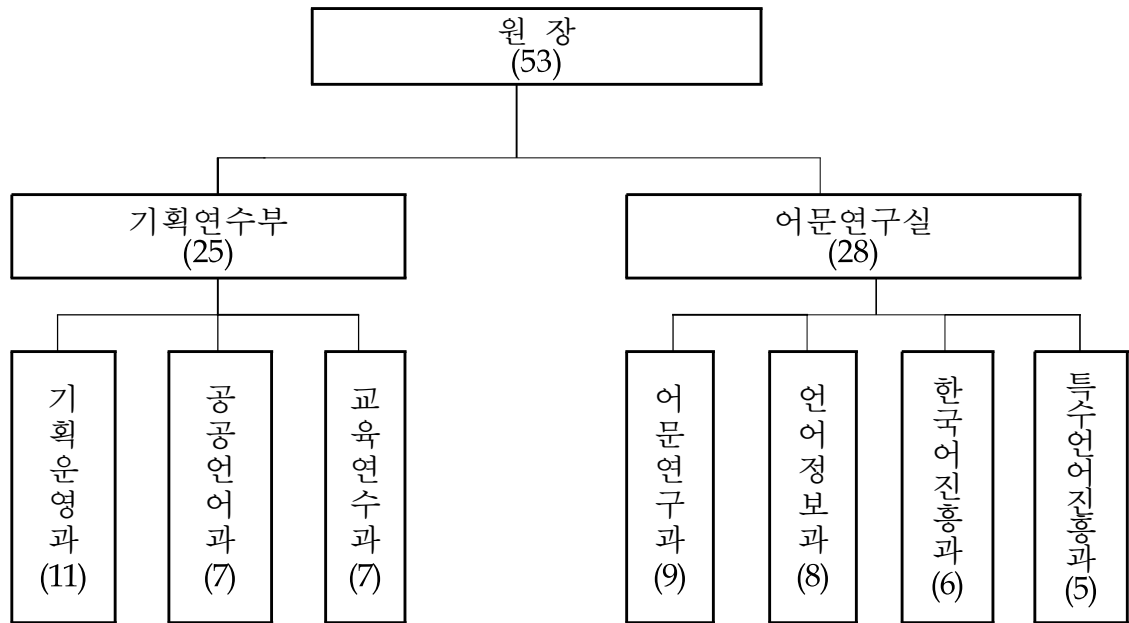 원 장
(53)
기획연수부
(25)
어문연구실
(28)
기획운영과
(11)
공공언어과
(7)
교육연수과
(7)
어문연구과
(9)
언어정보과
(8)
한국어진흥과
(6)
특수언어진흥과
(5)